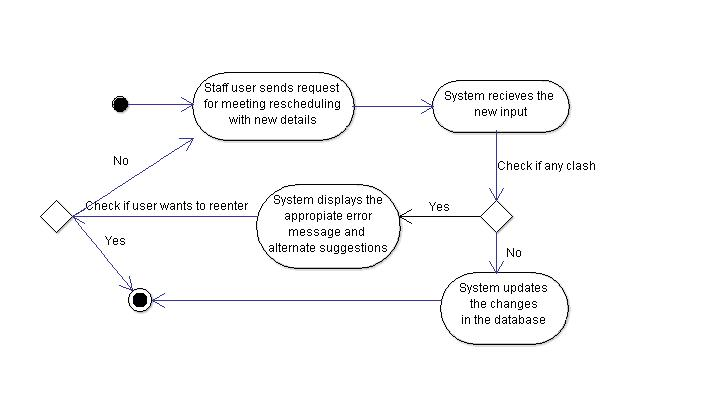 Staff user sends request
for meeting rescheduling
with new details
System recieves the
new input
No
Check if any clash
Check if user wants to reenter
System displays the
appropiate error
message and
alternate suggestions
Yes
Yes
No
System updates
the changes
in the database